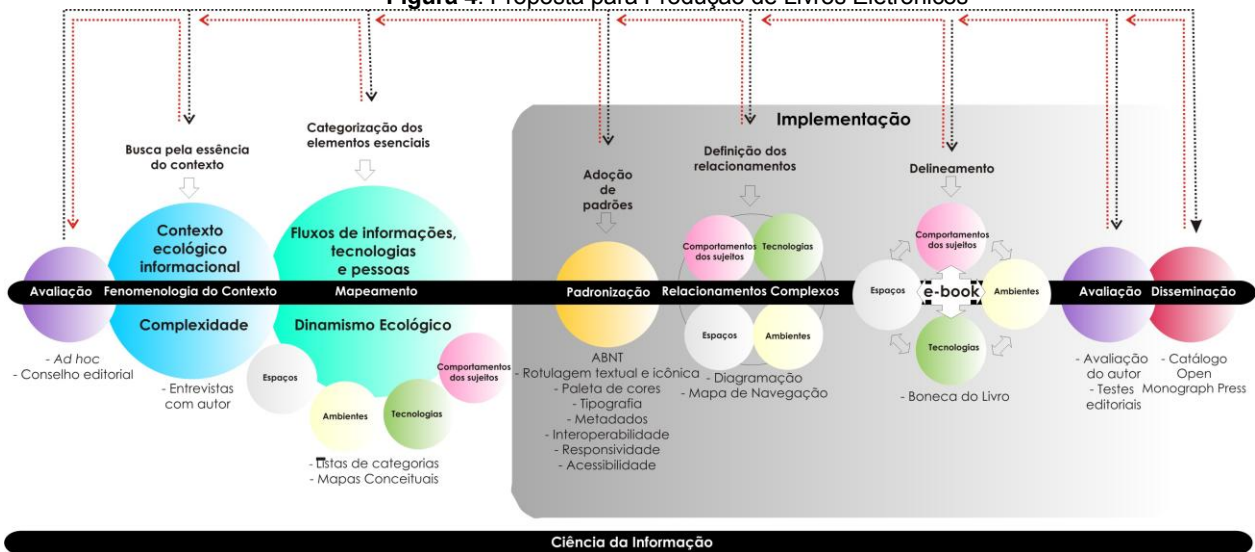 Figura 4. Proposta para Produção de Livros Eletrônicos
Implementação
Busca pela essência
do contexto
Categorização dos
elementos esenciais
Adoção
de
padrões
Definição dos
relacionamentos
Delineamento
Contexto
ecológico
informacional
Fluxos de informações,
tecnologias
e pessoas
Comportamentos
dos sujeitos
Tecnologias
Comportamentos
dos sujeitos
Avaliação
Fenomenologia do Contexto
Mapeamento
Padronização
Relacionamentos Complexos
Espaços
e-book
Ambientes
Avaliação
Disseminação
Complexidade
Dinamismo Ecológico
Espaços
Ambientes
Tecnologias
- Ad hoc
- Conselho editorial
- Entrevistas
com autor
Espaços
Ambientes
Tecnologias
Comportamentos
dos sujeitos
- Listas de categorias
- Mapas Conceituais
ABNT
- Rotulagem textual e icônica
- Paleta de cores
- Tipografia
- Metadados
- Interoperabilidade
- Responsividade
- Acessibilidade
- Diagramação
- Mapa de Navegação
- Boneca do Livro
- Avaliação
do autor
- Testes
editoriais
- Catálogo
Open
Monograph Press
Ciência da Informação